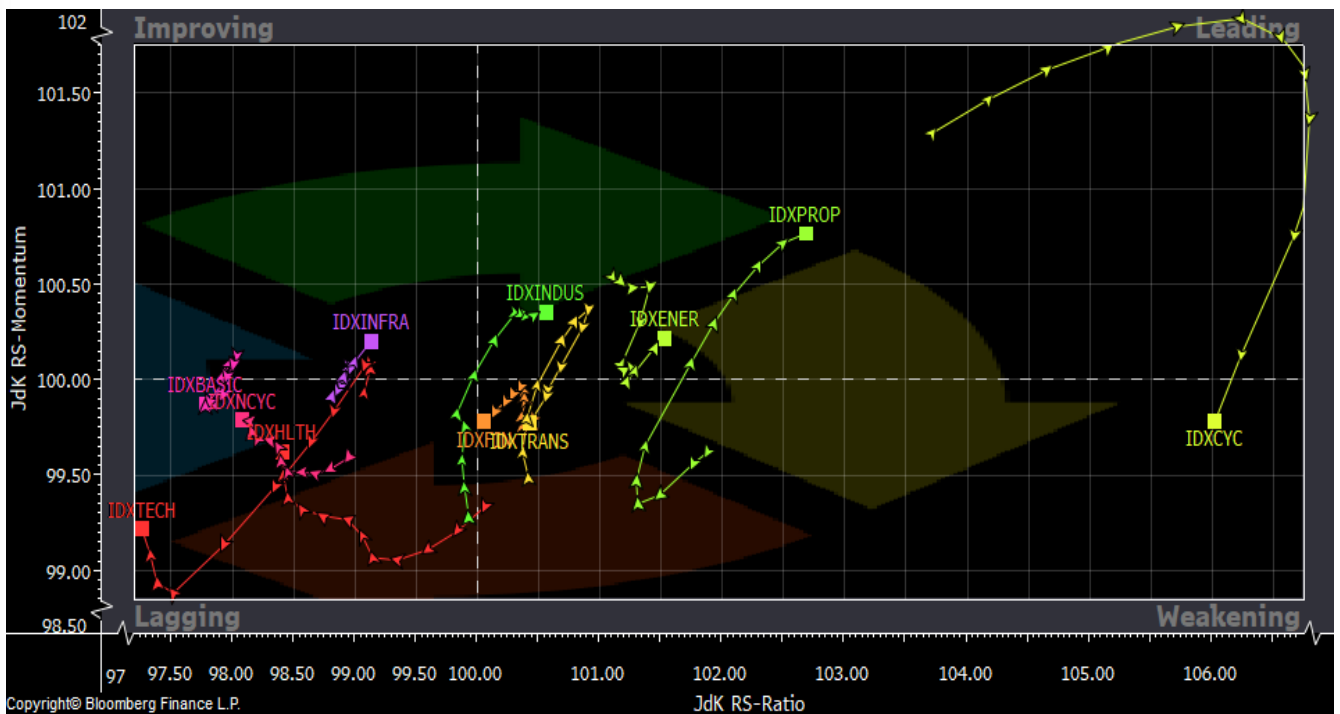 102
Improving
Leading
101.50
101.00
IDXPROP
100.50
IDXINDUS
IDXENER
IDXINFRA
JdK RS-Momentum
100.00
IDXBASIC
IDXNCYC
IDXHLTH
IDXFIN
IDXTRANS
IDXCYC
99.50
IDXTECH
99.00
98.50
Lagging
Weakening
97
97.50
98.00
98.50
99.00
99.50
100.00
101.00
102.00
103.00
104.00
105.00
106.00
Copyright© Bloomberg Finance L.P.
JdK RS-Ratio